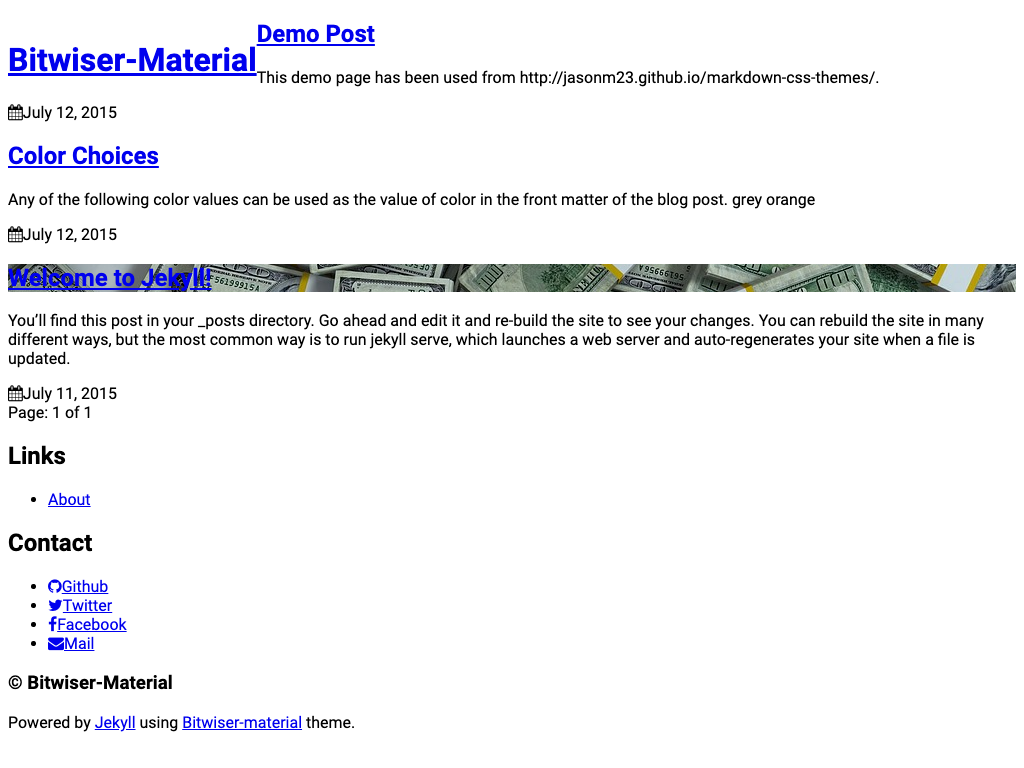 Bitwiser-Material
Demo Post
This demo page has been used from http://jasonm23.github.io/markdown-css-themes/.
July 12, 2015
Color Choices
Any of the following color values can be used as the value of color in the front matter of the blog post. grey orange
July 12, 2015
Welcome to Jekyll!
You’ll find this post in your _posts directory. Go ahead and edit it and re-build the site to see your changes. You can rebuild the site in many
different ways, but the most common way is to run jekyll serve, which launches a web server and auto-regenerates your site when a file is
updated.
July 11, 2015
Page: 1 of 1
Links
About
Contact
Github
Twitter
Facebook
Mail
© Bitwiser-Material
Powered by Jekyll using Bitwiser-material theme.